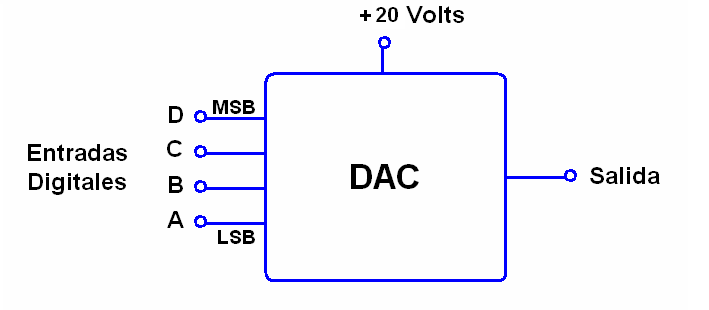 +20 Volts
D
MSB
C
Entradas
Digitales
B
A
LSB
DAC
Salida